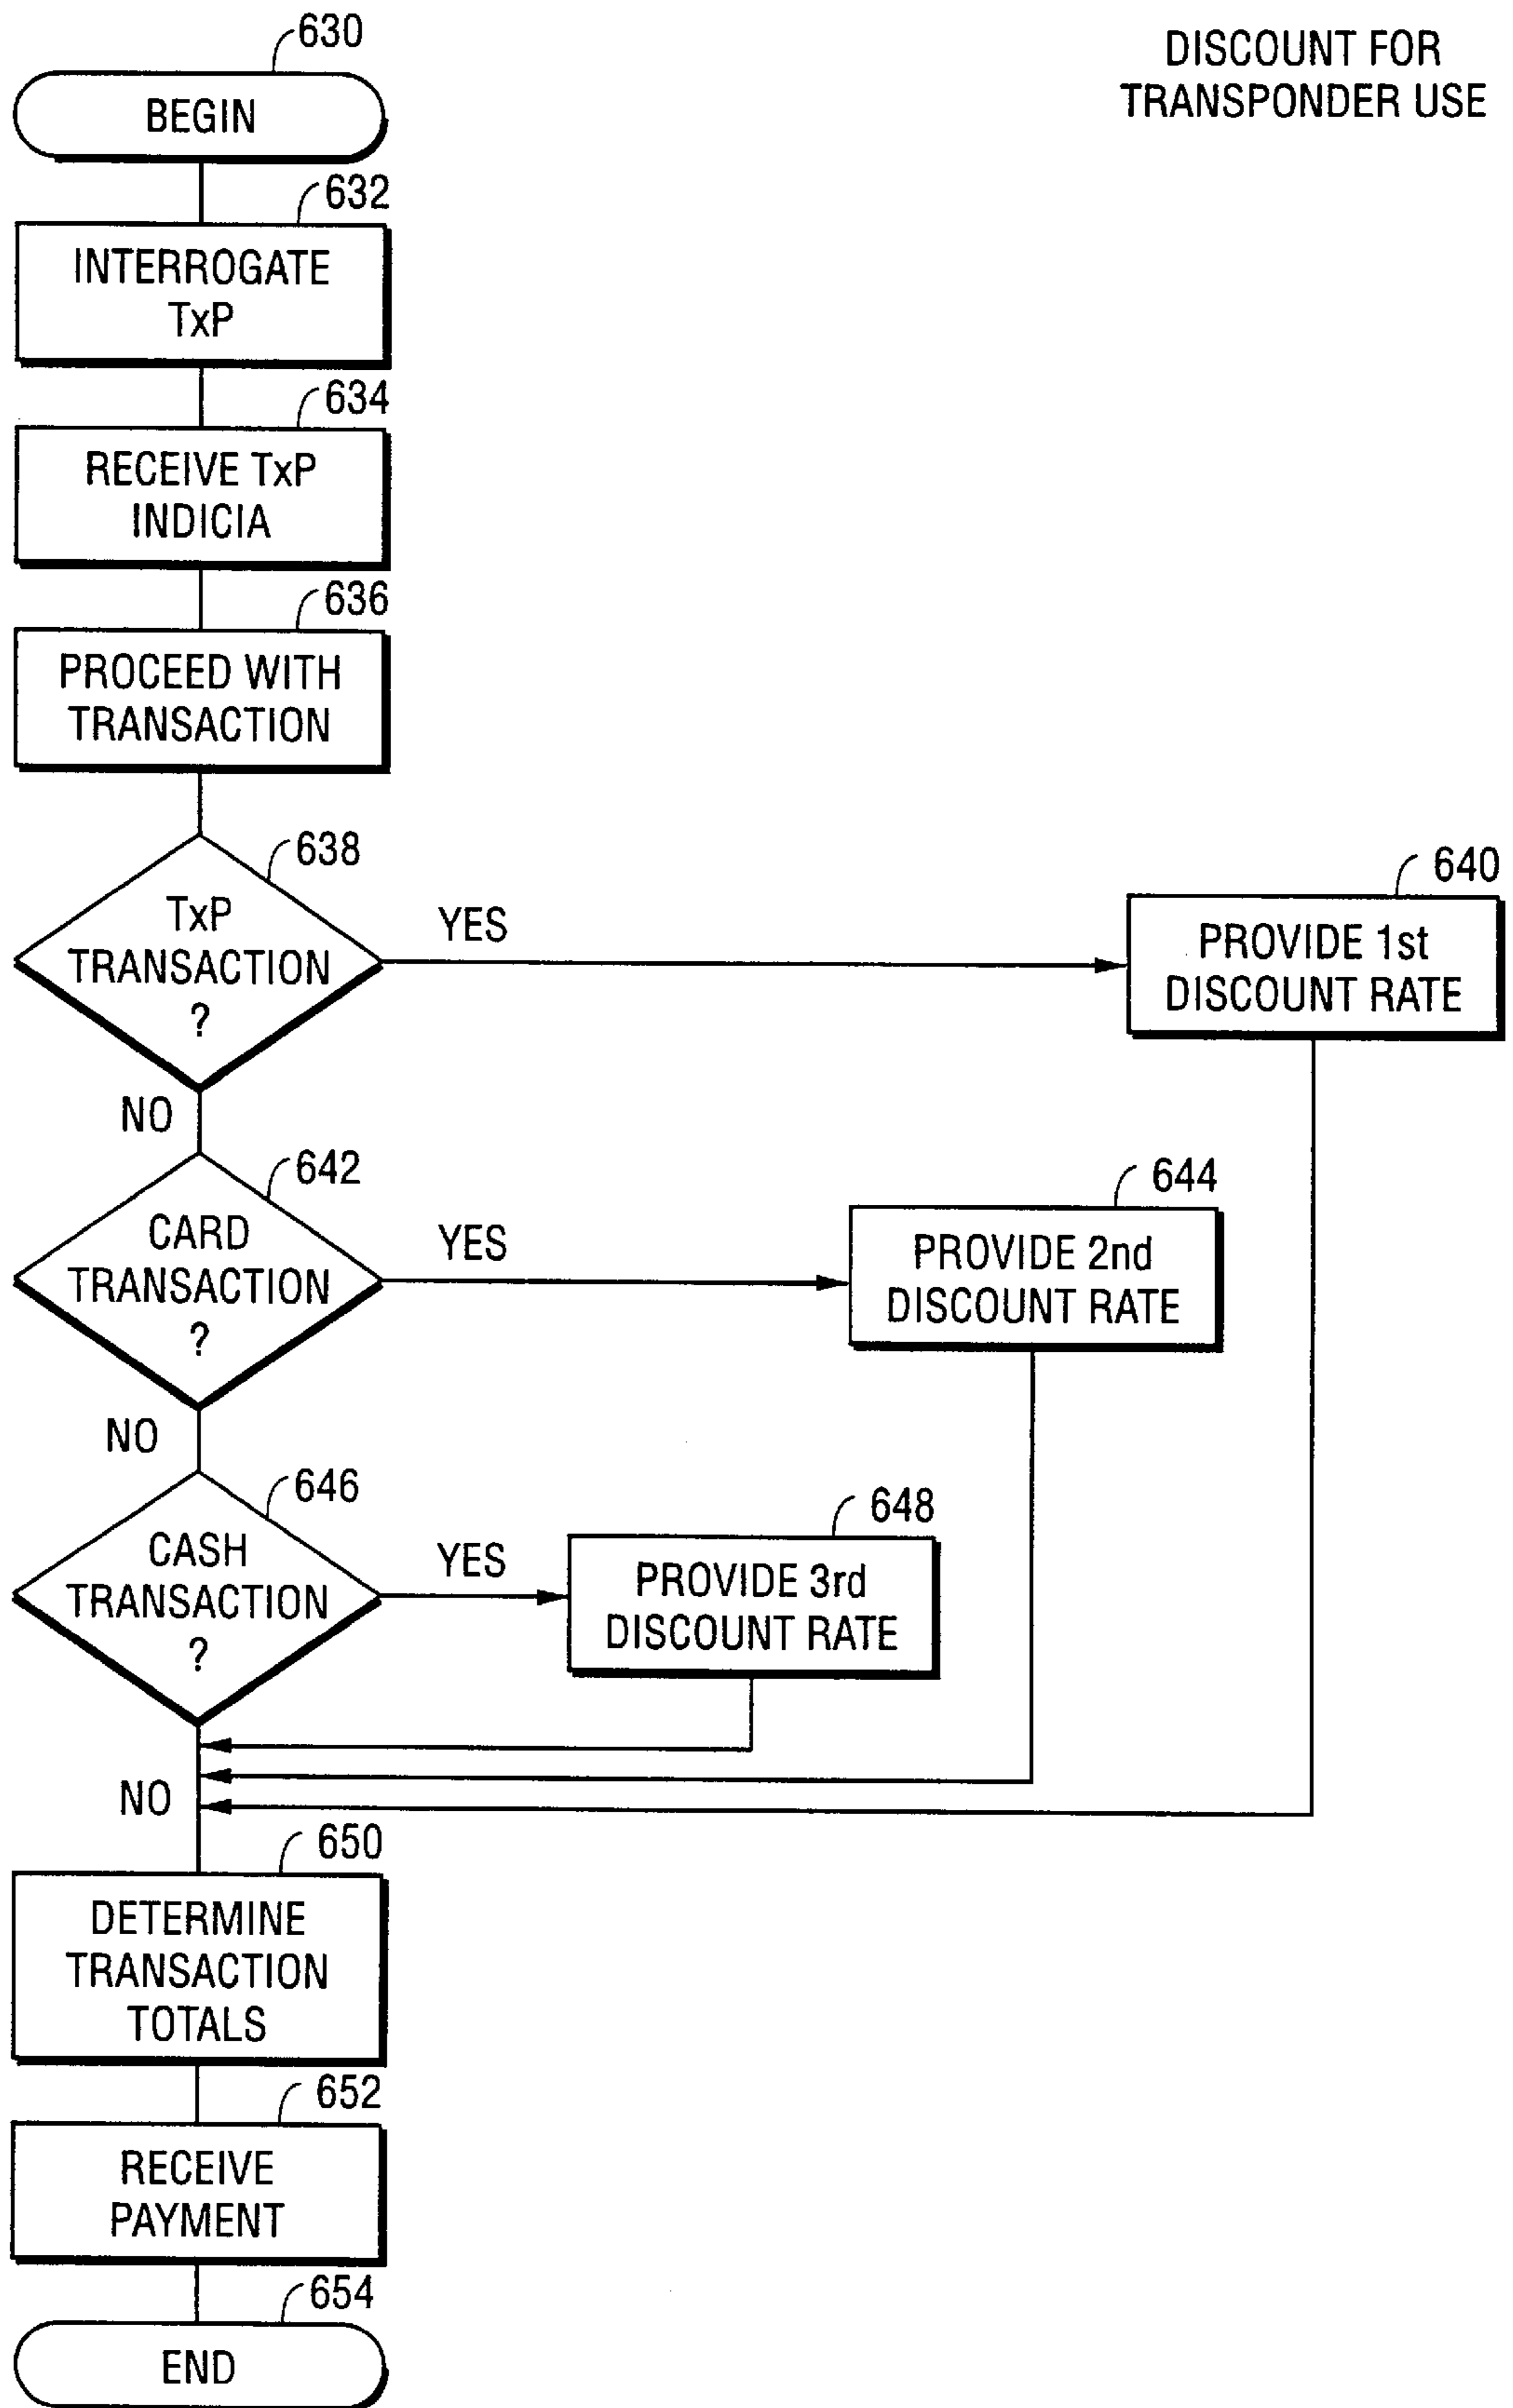 DISCOUNT FOR
TRANSPONDER USE
630
BEGIN
632
INTERROGATE
TxP
634
RECEIVE TxP
INDICIA
636
PROCEED WITH
TRANSACTION
638
TxP
TRANSACTION
?
YES
640
PROVIDE 1st
DISCOUNT RATE
NO
642
CARD
TRANSACTION
?
YES
644
PROVIDE 2nd
DISCOUNT RATE
NO
646
CASH
TRANSACTION
?
YES
648
PROVIDE 3rd
DISCOUNT RATE
NO
650
DETERMINE
TRANSACTION
TOTALS
652
RECEIVE
PAYMENT
654
END